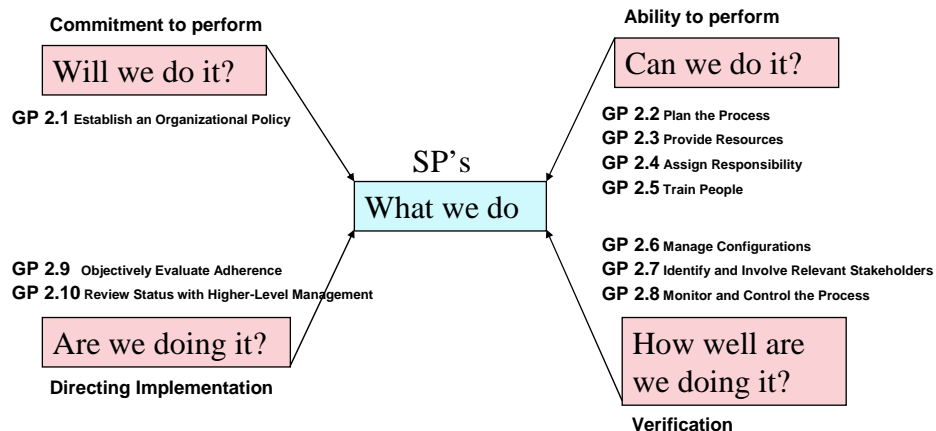 Commitment to perform
Will we do it?
GP 2.1 Establish an Organizational Policy
Ability to perform
Can we do it?
GP 2.2 Plan the Process
GP 2.3 Provide Resources
GP 2.4 Assign Responsibility
GP 2.5 Train People
SP's
What we do
GP 2.9 Objectively Evaluate Adherence
GP 2.10 Review Status with Higher-Level Management
Are we doing it?
Directing Implementation
GP 2.6 Manage Configurations
GP 2.7 Identify and Involve Relevant Stakeholders
GP 2.8 Monitor and Control the Process
How well are
we doing it?
Verification